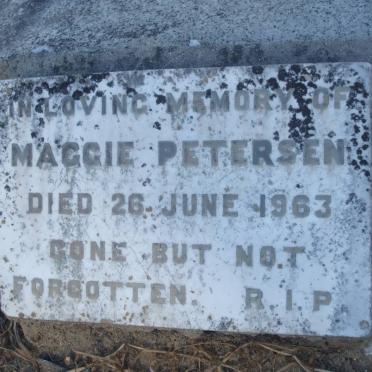 IN LOVING MEMORY OF
MAGGIE PETERSEN
DIED 26 JUNE 1963
GONE BUT NOT
FORGOTTEN. R I P